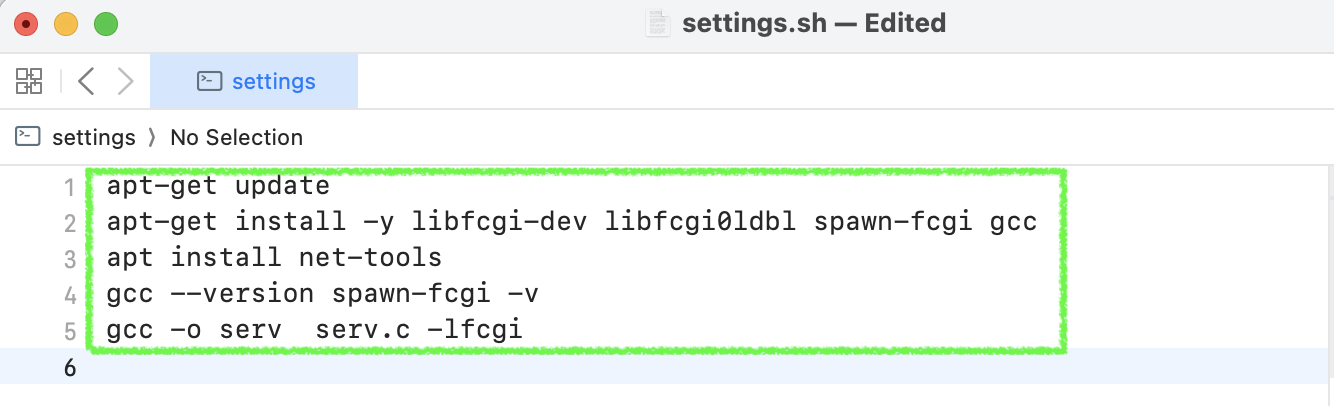 settings.sh — Edited
settings
settings 〉 No Selection
1 apt-get update
2 apt-get install -y libfcgi-dev libfcgi0ldbl spawn-fcgi gcc
3 apt install net-tools
4 gcc --version spawn-fcgi -v
5 gcc -o serv  serv.c -lfcgi
6